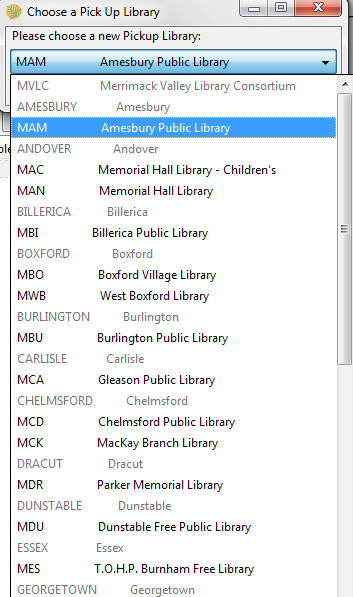 Choose a Pick Up Library
Please choose a new Pickup Library:
MAM Amesbury Public Library
MVLC Merrimack Valley Library Consortium
AMESBURY Amesbury
MAM Amesbury Public Library
ANDOVER Andover
MAC Memorial Hall Library - Children's
MAN Memorial Hall Library
BILLERICA Billerica
MBI Billerica Public Library
BOXFORD Boxford
MBO Boxford Village Library
MWB West Boxford Library
BURLINGTON Burlington
MBU Burlington Public Library
CARLISLE Carlisle
MCA Gleason Public Library
CHELMSFORD Chelmsford
MCD Chelmsford Public Library
MCK MacKay Branch Library
DRACUT Dracut
MDR Parker Memorial Library
DUNSTABLE Dunstable
MDU Dunstable Free Public Library
ESSEX Essex
MES T.O.H.P. Burnham Free Library
GEORGETOWN Georgetown